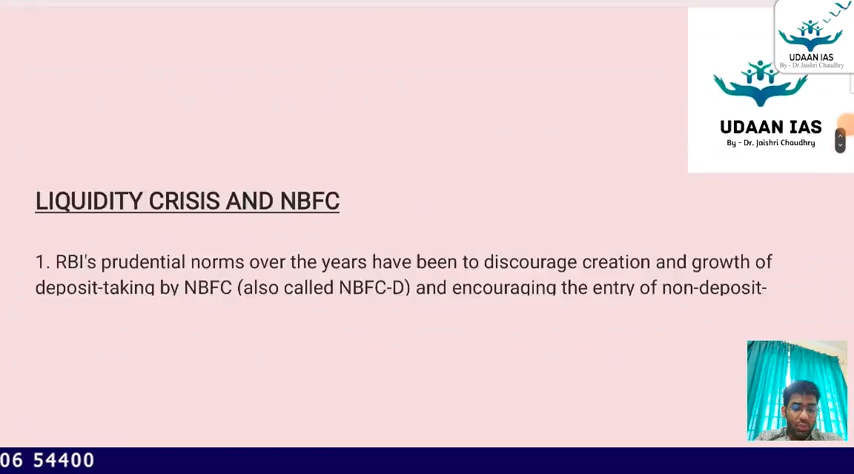 UDAAN IAS
By - Dr.Jaishri Chaudhry
UDAAN IAS
By - Dr. Jaishri Chaudhry
LIQUIDITY CRISIS AND NBFC
1. RBI's prudential norms over the years have been to discourage creation and growth of
deposit-taking by NBFC (also called NBFC-D) and encouraging the entry of non-deposit-
06 54400